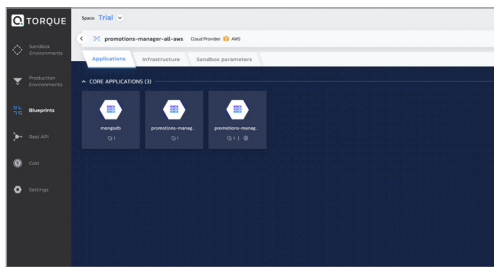 TORQUE
Space: Trial
promotions-manager-all-aws Cloud Provider AWS
Applications Infrastructure Sandbox parameters
Sandbox
Environments
Production
Environments
Blueprints
Rest API
Cost
Settings
CORE APPLICATIONS (3)
mongodb promotions-manag.. promotions-manag..
1 1 1